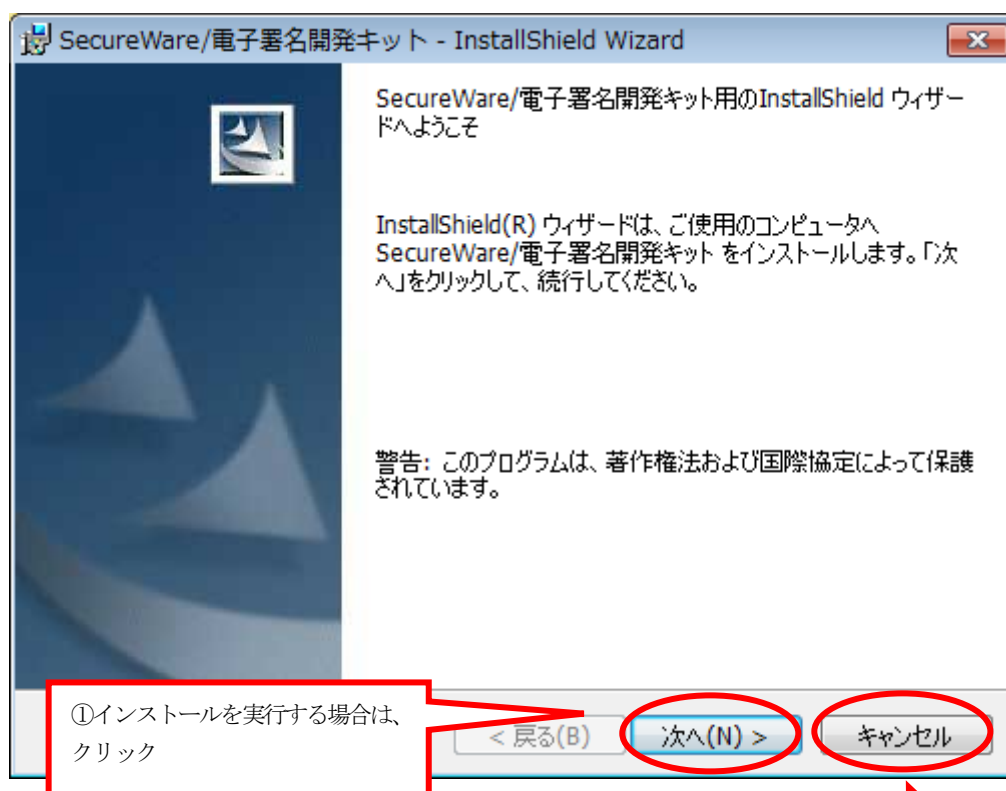 SecureWare/電子署名開発キット - InstallShield Wizard
SecureWare/電子署名開発キット用のInstallShield ウィザー
ドへようこそ
InstallShield(R) ウィザードは、ご使用のコンピュータへ
SecureWare/電子署名開発キット をインストールします。「次
へ」をクリックして、続行してください。
警告: このプログラムは、著作権法および国際協定によって保護
されています。
①インストールを実行する場合は、
クリック
< 戻る(B)
次へ(N) >
キャンセル